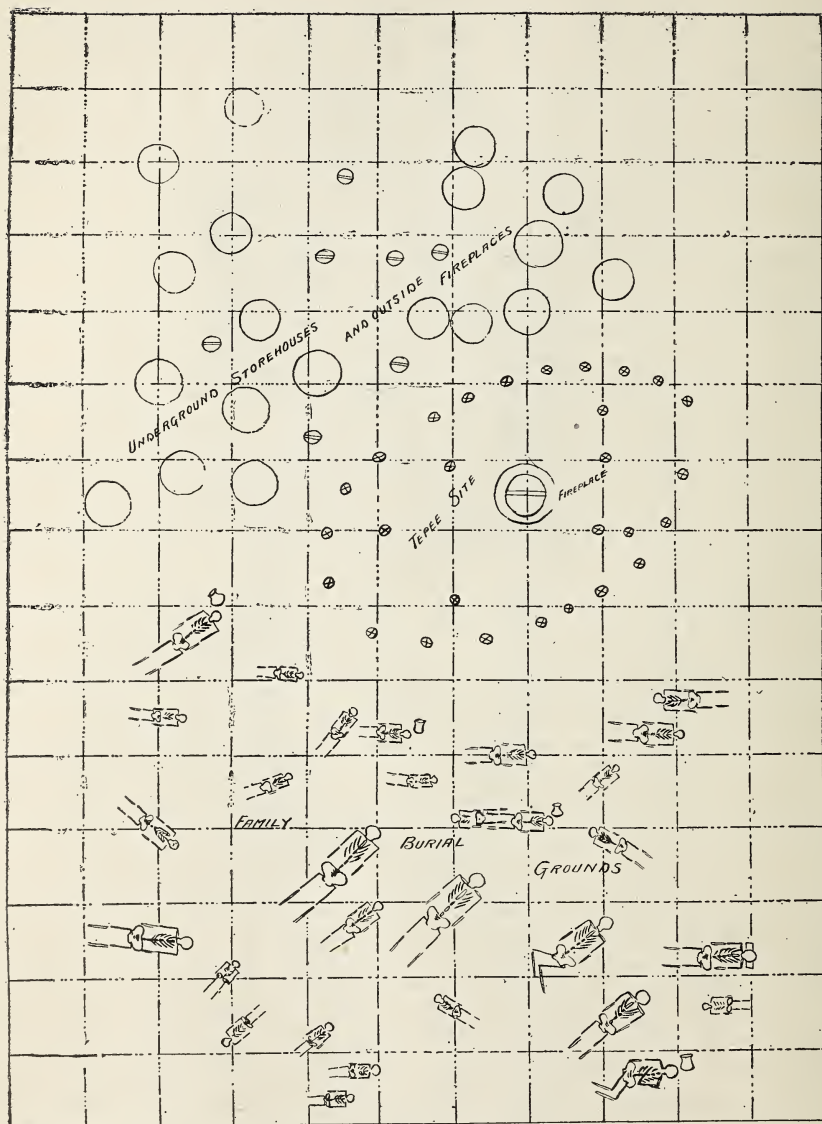 UNDERGROUND STOREHOUSES AND OUTSIDE FIREPLACES
TEPEE SITE
FIREPLACE
FAMILY BURIAL GROUNDS